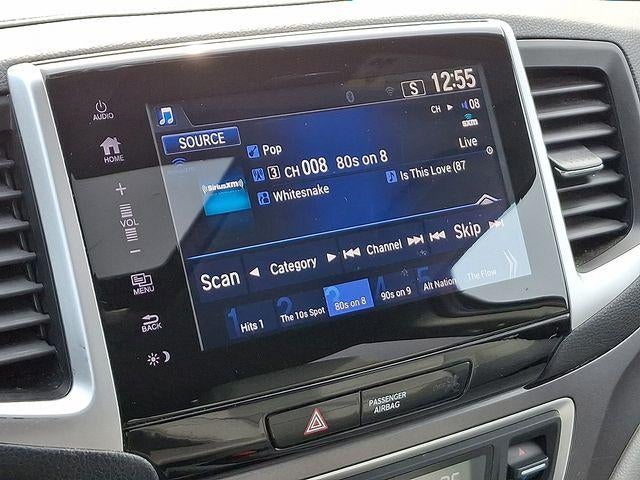 AUDIO
HOME
+
VOL
-
MENU
BACK
S 12:55
CH ▶ 08
sxm
SOURCE
Pop
Live
3 CH 008 80s on 8
((SiriusXM))
Whitesnake
Is This Love (87
Scan ◀ Category ▶ Channel Skip
1 Hits 1
2 The 10s Spot
3 80s on 8
4 90s on 9
5 Alt Nation
The Flow
PASSENGER
AIRBAG